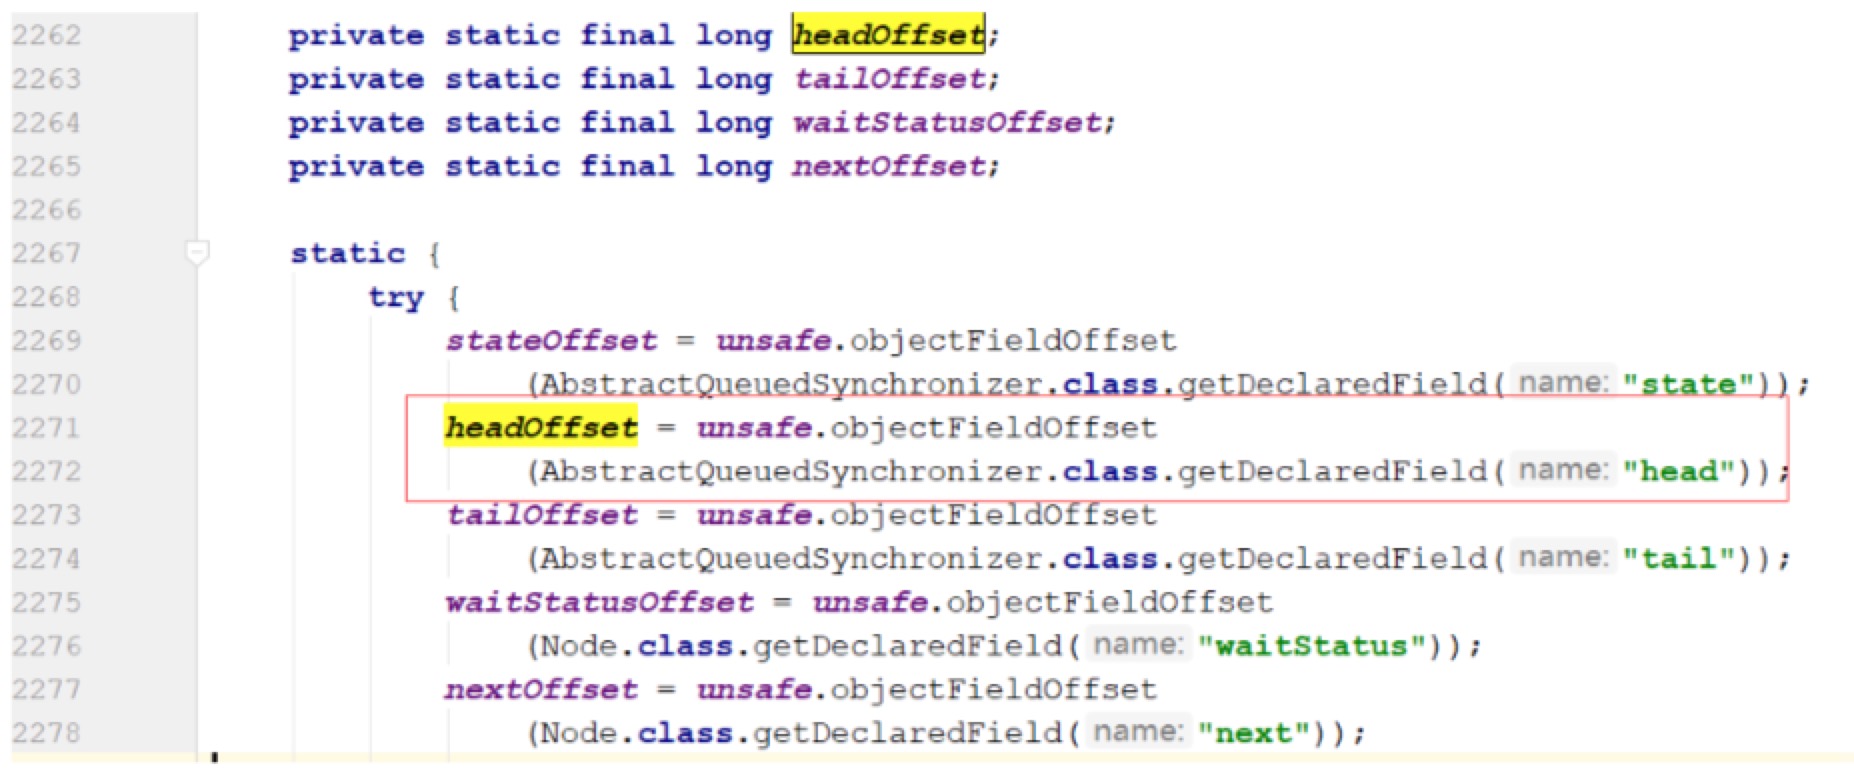 2262 private static final long headOffset;
2263 private static final long tailOffset;
2264 private static final long waitStatusOffset;
2265 private static final long nextOffset;
2266
2267 static {
2268 try {
2269 stateOffset = unsafe.objectFieldOffset
2270 (AbstractQueuedSynchronizer.class.getDeclaredField( name: "state"));
2271 headOffset = unsafe.objectFieldOffset
2272 (AbstractQueuedSynchronizer.class.getDeclaredField( name: "head"));
2273 tailOffset = unsafe.objectFieldOffset
2274 (AbstractQueuedSynchronizer.class.getDeclaredField( name: "tail"));
2275 waitStatusOffset = unsafe.objectFieldOffset
2276 (Node.class.getDeclaredField( name: "waitStatus"));
2277 nextOffset = unsafe.objectFieldOffset
2278 (Node.class.getDeclaredField( name: "next"));